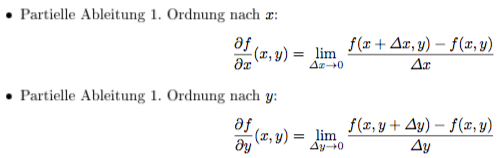 • Partielle Ableitung 1. Ordnung nach x:
∂f/∂x (x, y) = lim_{Δx→0} (f(x + Δx, y) − f(x, y))/Δx
• Partielle Ableitung 1. Ordnung nach y:
∂f/∂y (x, y) = lim_{Δy→0} (f(x, y + Δy) − f(x, y))/Δy